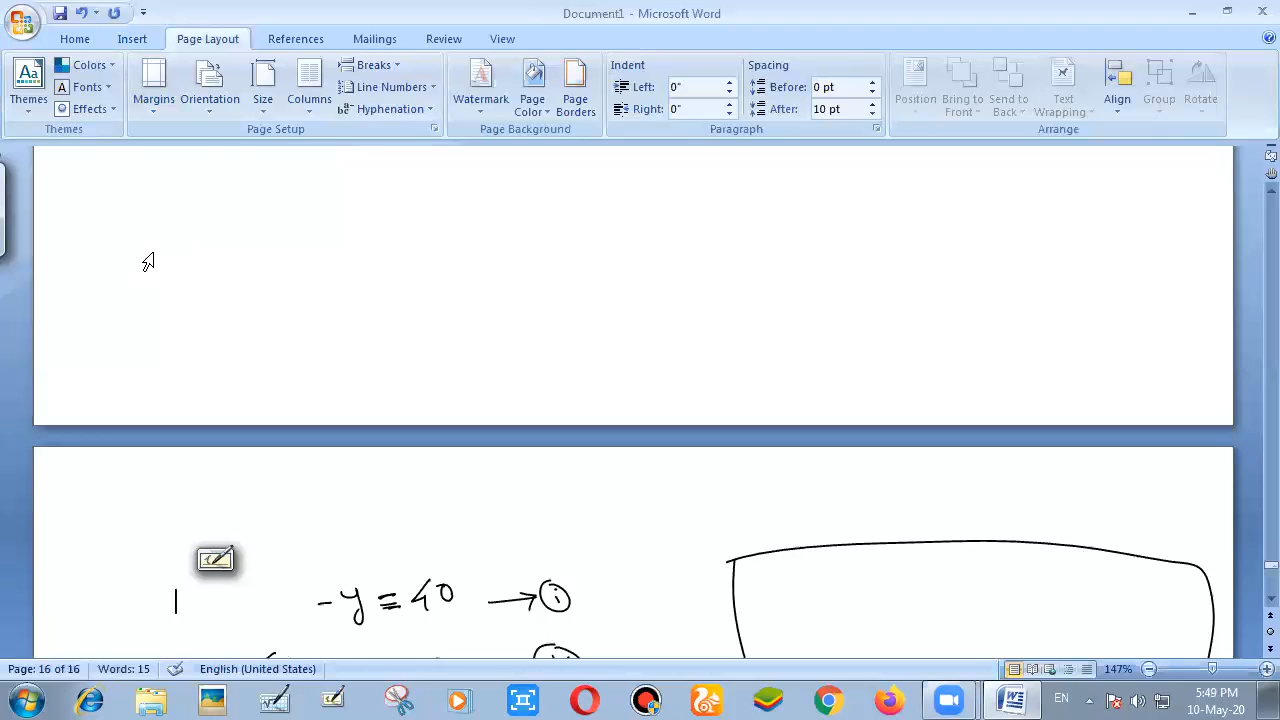 Document1 - Microsoft Word
Home Insert Page Layout References Mailings Review View
Themes Colors Fonts Effects
Margins Orientation Size Columns Breaks Line Numbers Hyphenation
Watermark Page Color Page Borders
Indent Left: 0" Right: 0"
Spacing Before: 0 pt After: 10 pt
Position Bring to Front Send to Back Text Wrapping Align Group Rotate
Themes Page Setup Page Background Paragraph Arrange
- y = 40 → i
Page: 16 of 16 Words: 15 English (United States) 147%
EN 5:49 PM
10-May-20